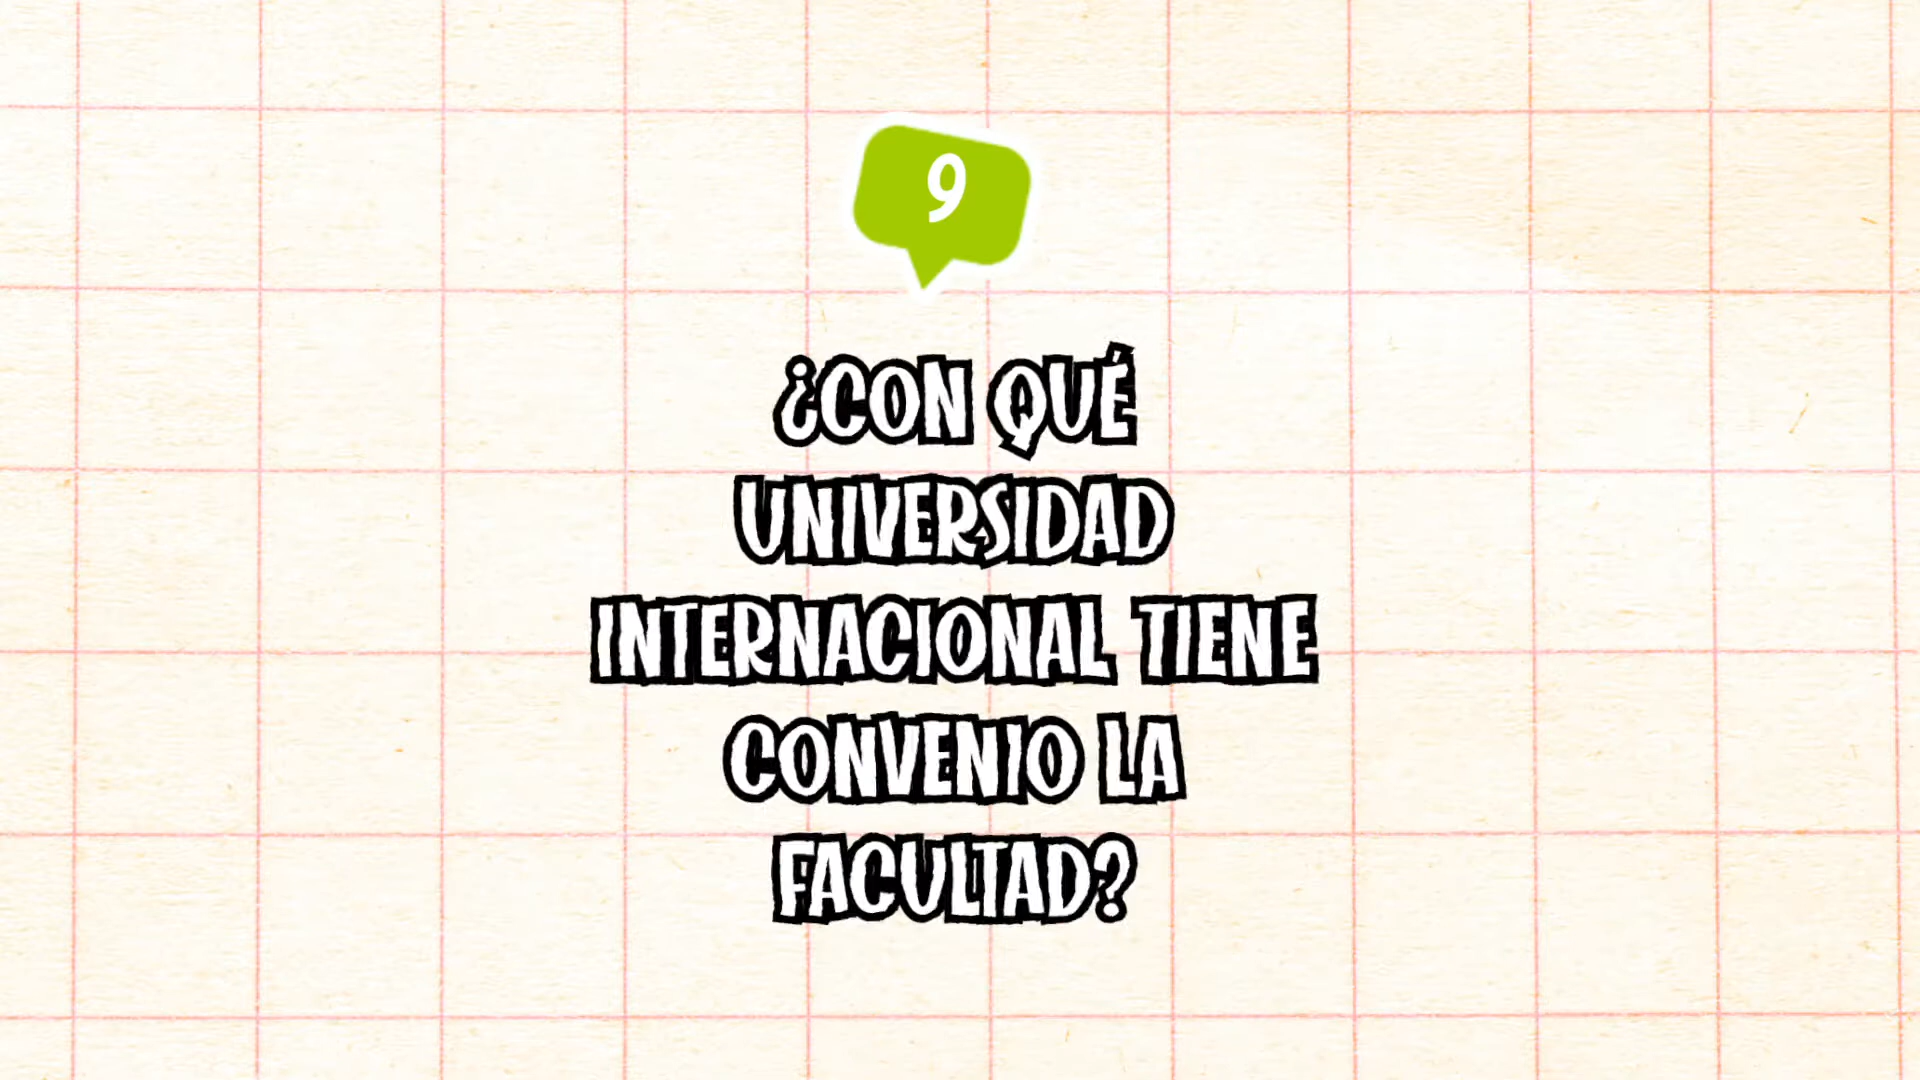 9
¿CON QUÉ
UNIVERSIDAD
INTERNACIONAL TIENE
CONVENIO LA
FACULTAD?